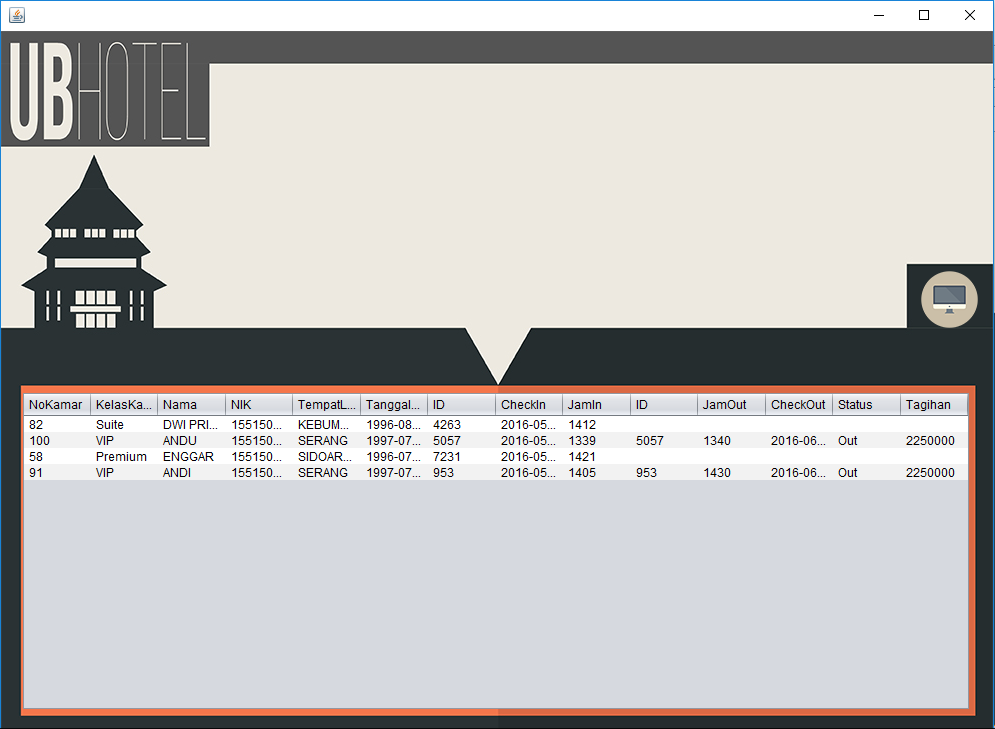 UBHOTEL
NoKamar KelasKa... Nama NIK TempatL... Tanggal... ID CheckIn JamIn ID JamOut CheckOut Status Tagihan
82 Suite DWI PRI... 155150... KEBUM... 1996-08... 4263 2016-05... 1412
100 VIP ANDU 155150... SERANG 1997-07... 5057 2016-05... 1339 5057 1340 2016-06... Out 2250000
58 Premium ENGGAR 155150... SIDOAR... 1996-07... 7231 2016-05... 1421
91 VIP ANDI 155150... SERANG 1997-07... 953 2016-05... 1405 953 1430 2016-06... Out 2250000